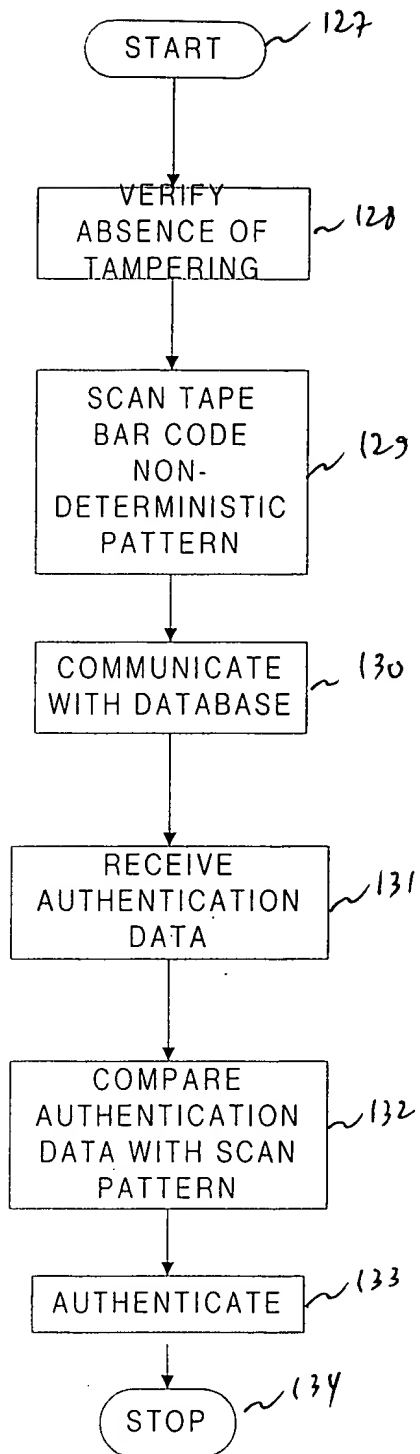 START
127
VERIFY
ABSENCE OF
TAMPERING
128
SCAN TAPE
BAR CODE
NON-
DETERMINISTIC
PATTERN
129
COMMUNICATE
WITH DATABASE
130
RECEIVE
AUTHENTICATION
DATA
131
COMPARE
AUTHENTICATION
DATA WITH SCAN
PATTERN
132
AUTHENTICATE
133
STOP
134